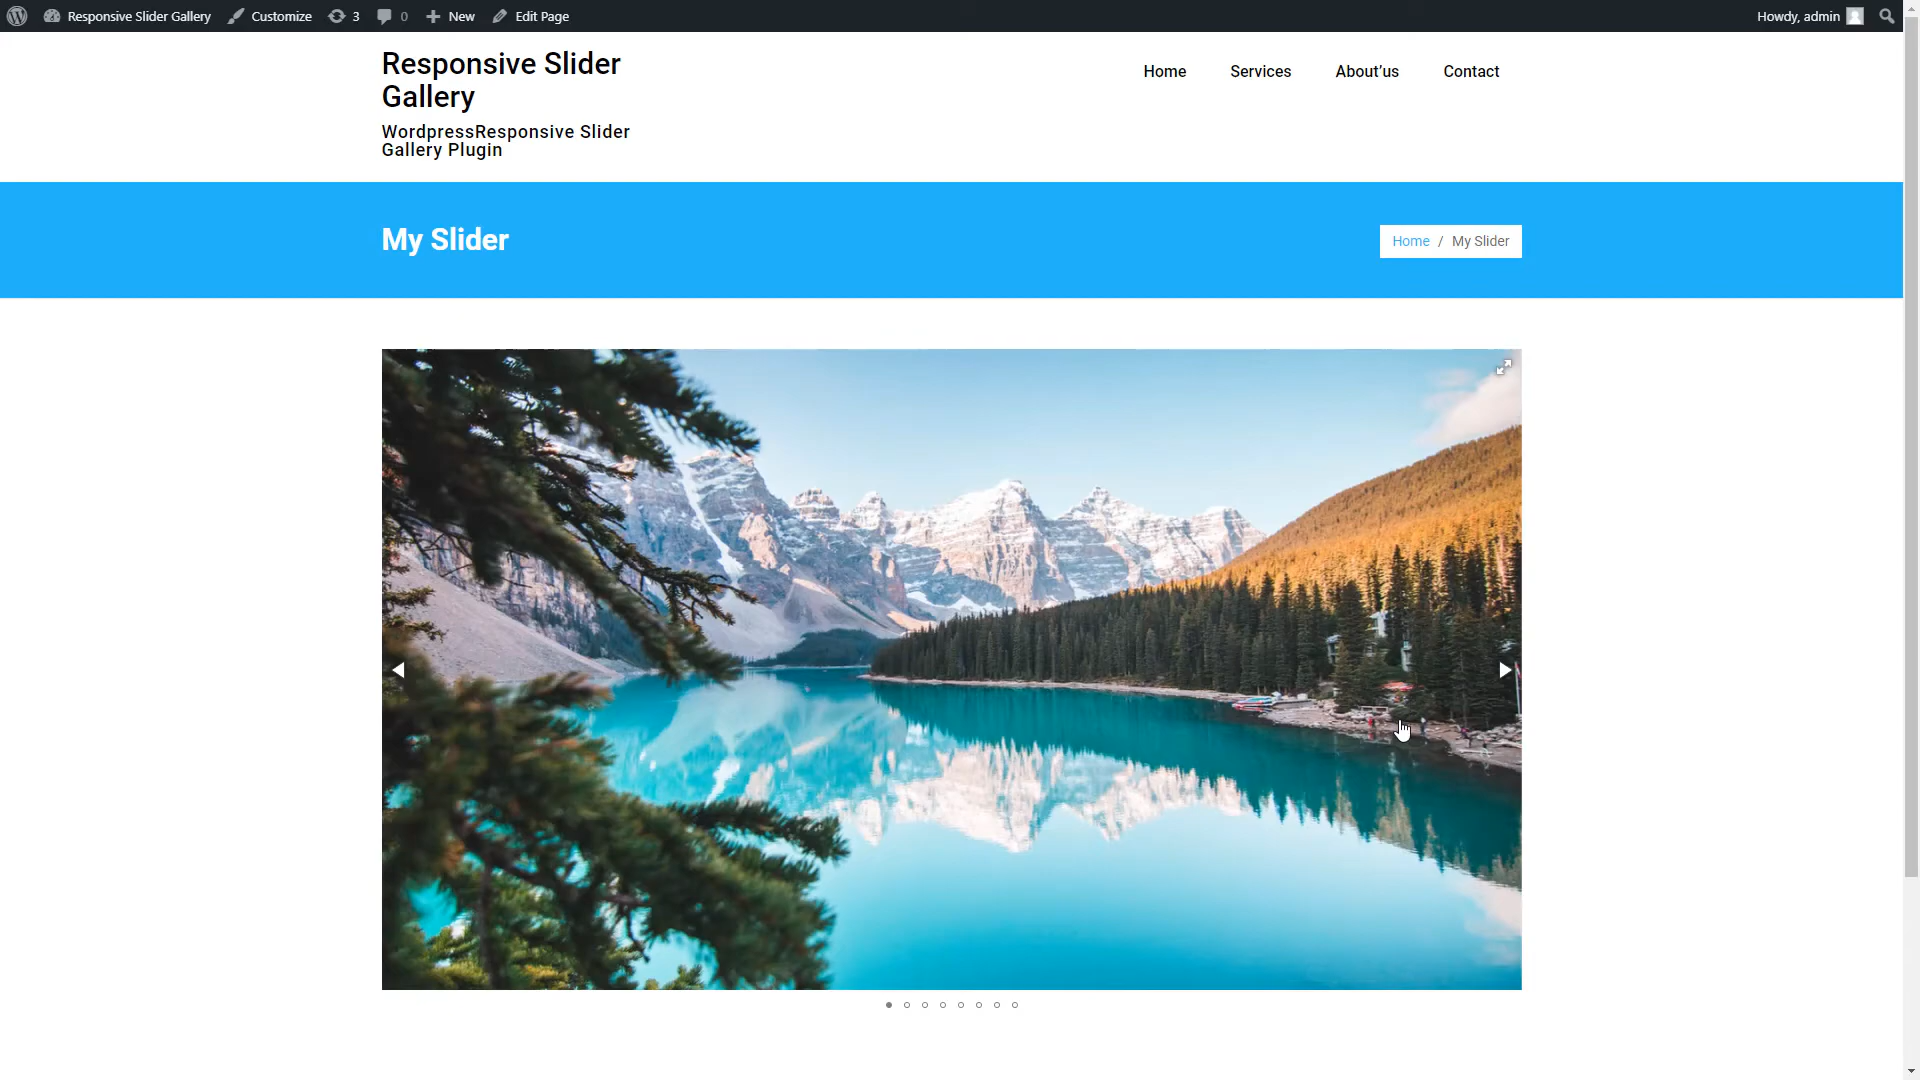 Responsive Slider Gallery
Customize
3
0
New
Edit Page
Howdy, admin
Responsive Slider
Gallery
WordpressResponsive Slider
Gallery Plugin
Home
Services
About’us
Contact
My Slider
Home / My Slider